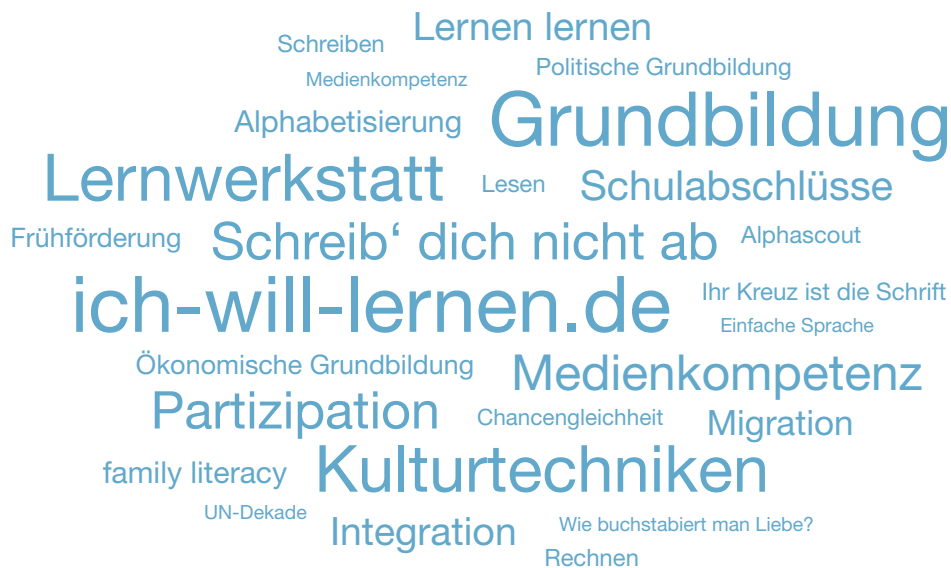 Lernen lernen
Schreiben
Politische Grundbildung
Medienkompetenz
Grundbildung
Alphabetisierung
Lernwerkstatt
Lesen
Schulabschlüsse
Frühförderung
Schreib‘ dich nicht ab
Alphascout
ich-will-lernen.de
Ihr Kreuz ist die Schrift
Einfache Sprache
Ökonomische Grundbildung
Medienkompetenz
Partizipation
Chancengleichheit
Migration
family literacy
Kulturtechniken
UN-Dekade
Integration
Wie buchstabiert man Liebe?
Rechnen